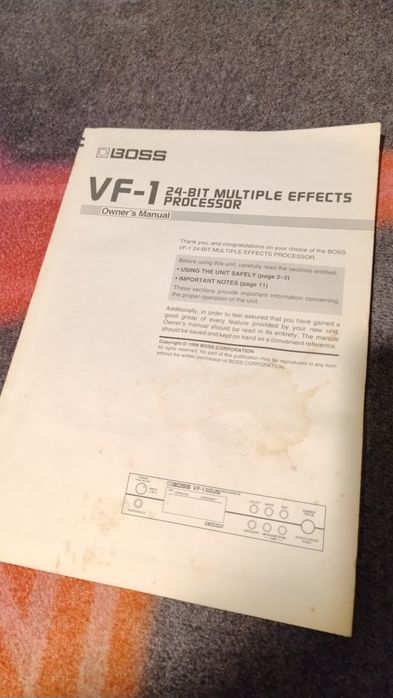 BOSS
VF-1 24-BIT MULTIPLE EFFECTS
PROCESSOR
Owner's Manual
Thank you, and congratulations on your choice of the BOSS
VF-1 24-BIT MULTIPLE EFFECTS PROCESSOR.
Before using this unit, carefully read the sections entitled:
• USING THE UNIT SAFELY (page 2–3)
• IMPORTANT NOTES (page 11)
These sections provide important information concerning
the proper operation of the unit.
Additionally, in order to feel assured that you have gained a
good grasp of every feature provided by your new unit,
Owner's manual should be read in its entirety. The manual
should be saved and kept on hand as a convenient reference.
Copyright © 1999 BOSS CORPORATION
All rights reserved. No part of this publication may be reproduced in any form
without the written permission of BOSS CORPORATION.
BOSS VF-1
BOSS